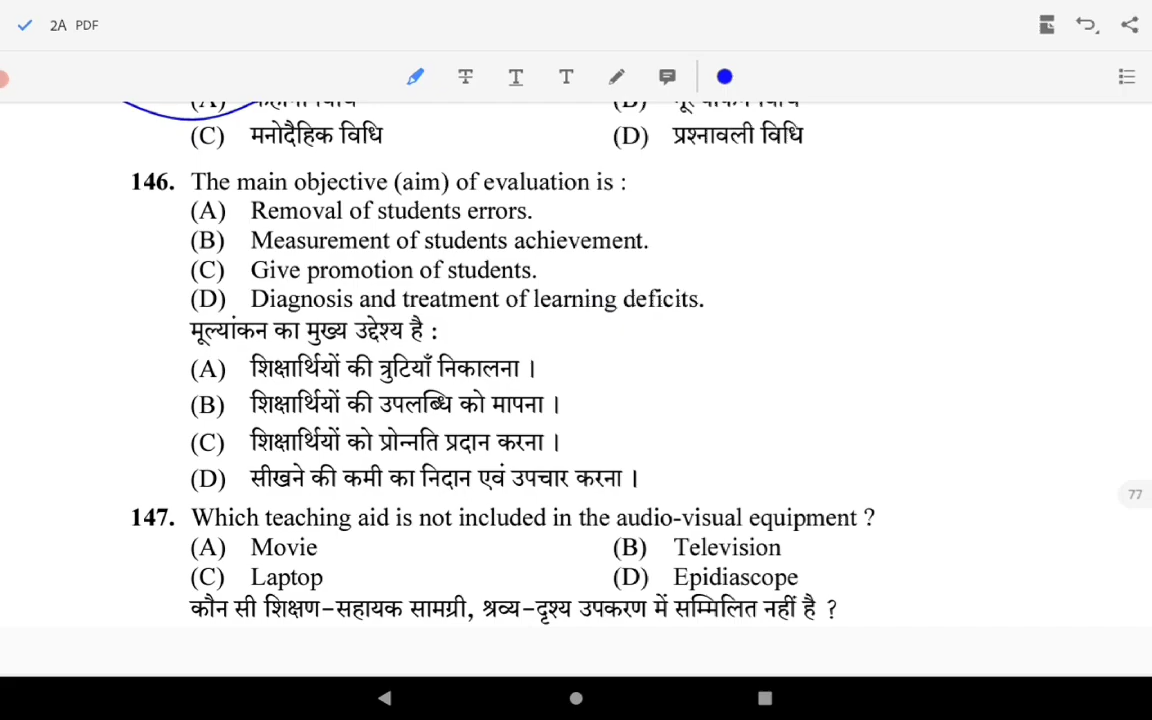 2A PDF
(C) मनोदैहिक विधि (D) प्रश्नावली विधि
146. The main objective (aim) of evaluation is :
(A) Removal of students errors.
(B) Measurement of students achievement.
(C) Give promotion of students.
(D) Diagnosis and treatment of learning deficits.
मूल्यांकन का मुख्य उद्देश्य है :
(A) शिक्षार्थियों की त्रुटियाँ निकालना ।
(B) शिक्षार्थियों की उपलब्धि को मापना ।
(C) शिक्षार्थियों को प्रोन्नति प्रदान करना ।
(D) सीखने की कमी का निदान एवं उपचार करना ।
77
147. Which teaching aid is not included in the audio-visual equipment ?
(A) Movie (B) Television
(C) Laptop (D) Epidiascope
कौन सी शिक्षण-सहायक सामग्री, श्रव्य-दृश्य उपकरण में सम्मिलित नहीं है ?